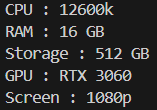 CPU : 12600k
RAM : 16 GB
Storage : 512 GB
GPU : RTX 3060
Screen : 1080p